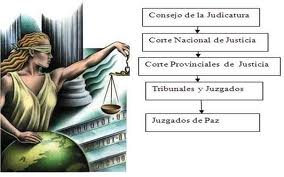 Consejo de la Judicatura
Corte Nacional de Justicia
Corte Provinciales de Justicia
Tribunales y Juzgados
Juzgados de Paz